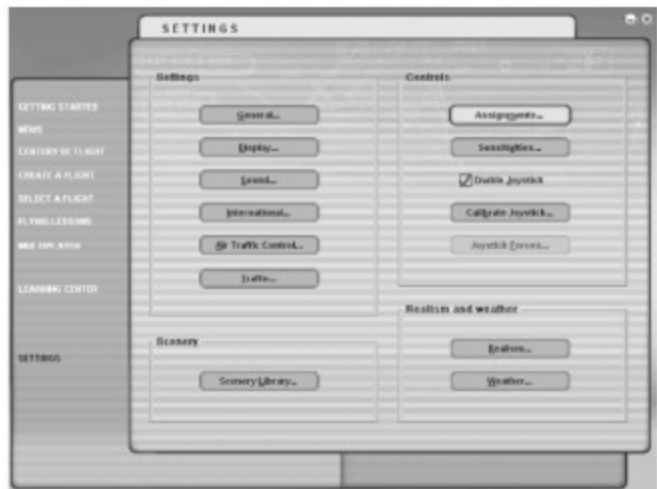 SETTINGS
GETTING STARTED
NEWS
CENTURY OF FLIGHT
CREATE A FLIGHT
SELECT A FLIGHT
FLYING LESSONS
MULTIPLAYER
LEARNING CENTER
SETTINGS
Settings
General...
Display...
Sound...
International...
Air Traffic Control...
Traffic...
Scenery
Scenery Library...
Controls
Assignments...
Sensitivities...
Enable Joystick
Calibrate Joystick...
Joystick Forces...
Realism and weather
Realism...
Weather...